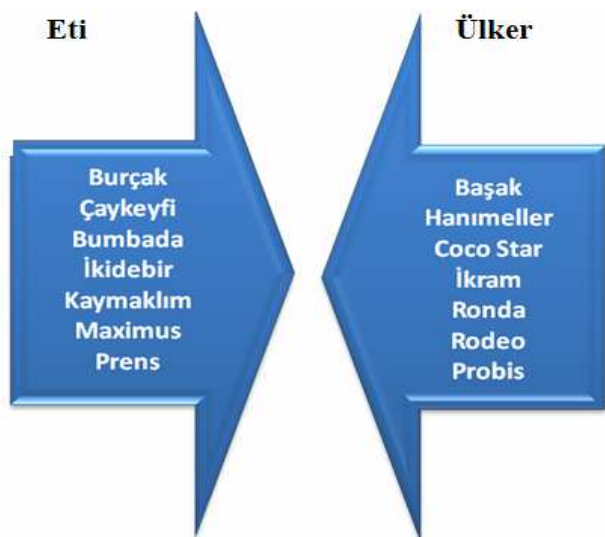 Eti
Ülker
Burçak
Çaykeyfi
Bumbada
İkidebir
Kaymaklım
Maximus
Prens
Başak
Hanımeller
Coco Star
İkram
Ronda
Rodeo
Probis